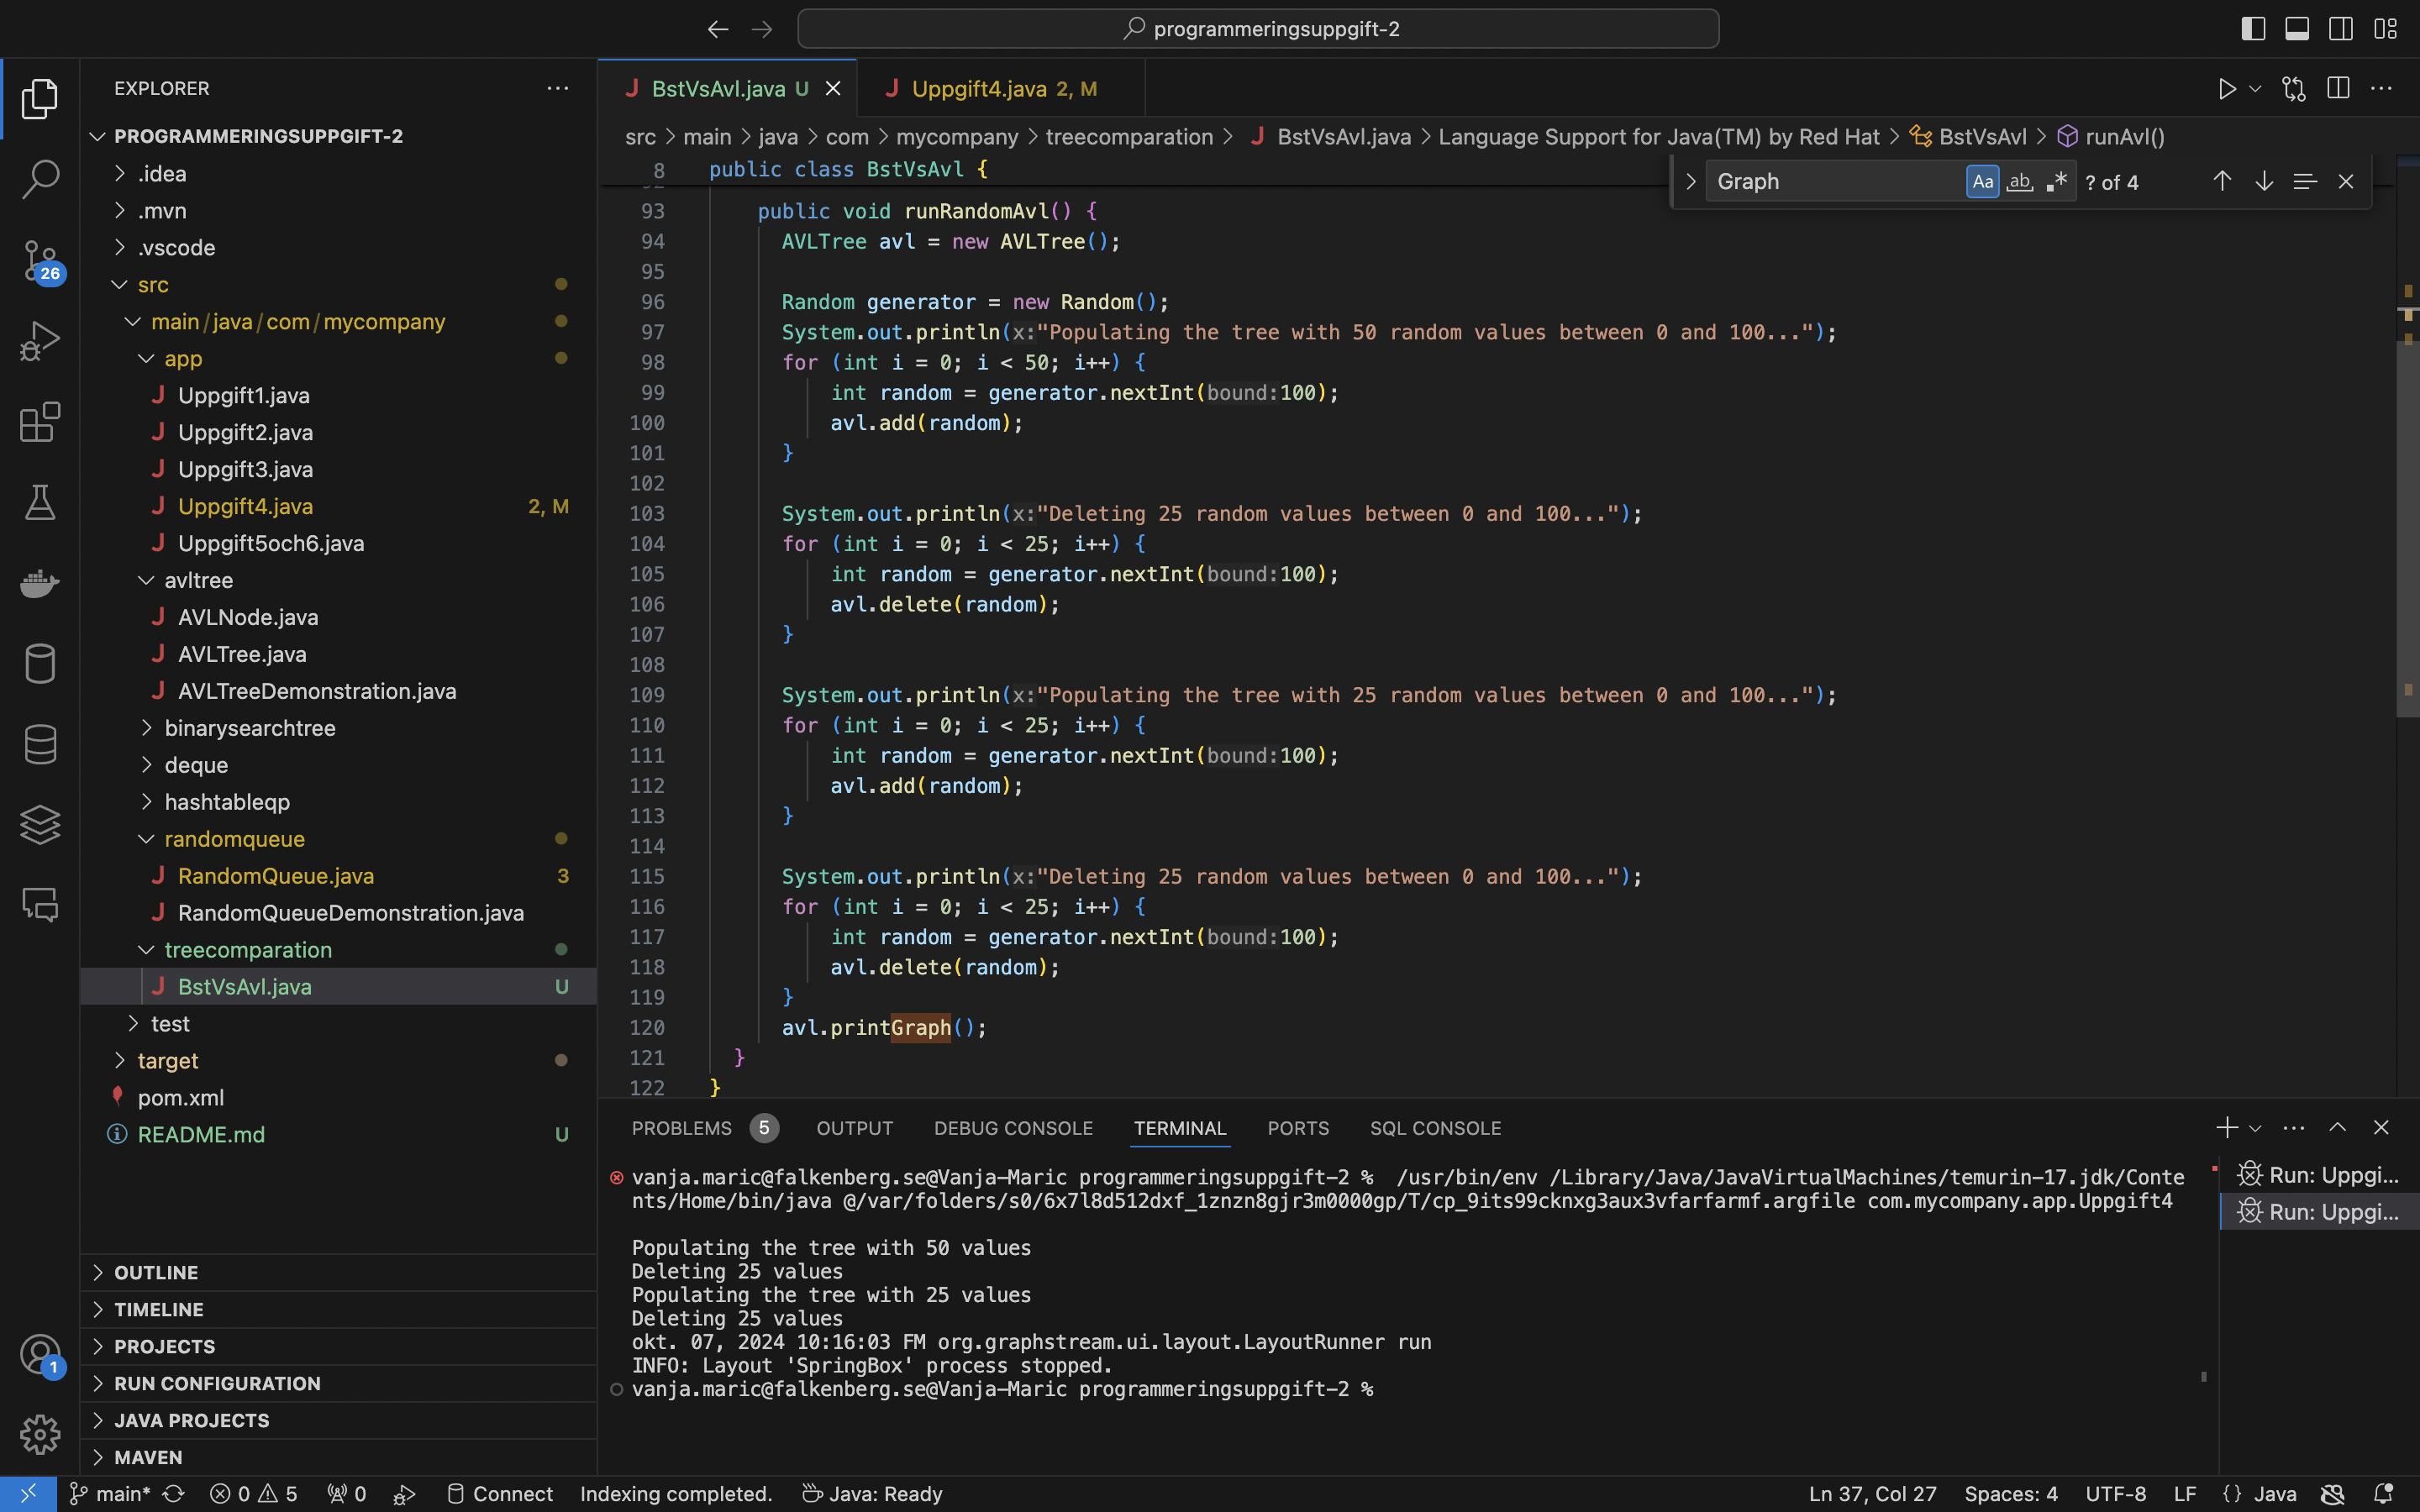 programmeringsuppgift-2
EXPLORER
PROGRAMMERINGSUPPGIFT-2
.idea
.mvn
.vscode
src
main/java/com/mycompany
app
Uppgift1.java
Uppgift2.java
Uppgift3.java
Uppgift4.java 2, M
Uppgift5och6.java
avltree
AVLNode.java
AVLTree.java
AVLTreeDemonstration.java
binarysearchtree
deque
hashtableqp
randomqueue
RandomQueue.java 3
RandomQueueDemonstration.java
treecomparation
BstVsAvl.java U
test
target
pom.xml
README.md U
OUTLINE
TIMELINE
PROJECTS
RUN CONFIGURATION
JAVA PROJECTS
MAVEN
26
1
BstVsAvl.java U
Uppgift4.java 2, M
src > main > java > com > mycompany > treecomparation > BstVsAvl.java > Language Support for Java(TM) by Red Hat > BstVsAvl > runAvl()
Graph Aa ab .* ? of 4
8 public class BstVsAvl {
93 public void runRandomAvl() {
94 AVLTree avl = new AVLTree();
95
96 Random generator = new Random();
97 System.out.println(x:"Populating the tree with 50 random values between 0 and 100...");
98 for (int i = 0; i < 50; i++) {
99 int random = generator.nextInt(bound:100);
100 avl.add(random);
101 }
102
103 System.out.println(x:"Deleting 25 random values between 0 and 100...");
104 for (int i = 0; i < 25; i++) {
105 int random = generator.nextInt(bound:100);
106 avl.delete(random);
107 }
108
109 System.out.println(x:"Populating the tree with 25 random values between 0 and 100...");
110 for (int i = 0; i < 25; i++) {
111 int random = generator.nextInt(bound:100);
112 avl.add(random);
113 }
114
115 System.out.println(x:"Deleting 25 random values between 0 and 100...");
116 for (int i = 0; i < 25; i++) {
117 int random = generator.nextInt(bound:100);
118 avl.delete(random);
119 }
120 avl.printGraph();
121 }
122 }
PROBLEMS 5 OUTPUT DEBUG CONSOLE TERMINAL PORTS SQL CONSOLE
vanja.maric@falkenberg.se@Vanja-Maric programmeringsuppgift-2 % /usr/bin/env /Library/Java/JavaVirtualMachines/temurin-17.jdk/Conte
nts/Home/bin/java @/var/folders/s0/6x7l8d512dxf_1znzn8gjr3m0000gp/T/cp_9its99cknxg3aux3vfarfarmf.argfile com.mycompany.app.Uppgift4
Populating the tree with 50 values
Deleting 25 values
Populating the tree with 25 values
Deleting 25 values
okt. 07, 2024 10:16:03 FM org.graphstream.ui.layout.LayoutRunner run
INFO: Layout 'SpringBox' process stopped.
vanja.maric@falkenberg.se@Vanja-Maric programmeringsuppgift-2 %
Run: Uppgi...
Run: Uppgi...
main* 0 5 0 Connect Indexing completed. Java: Ready
Ln 37, Col 27 Spaces: 4 UTF-8 LF {} Java